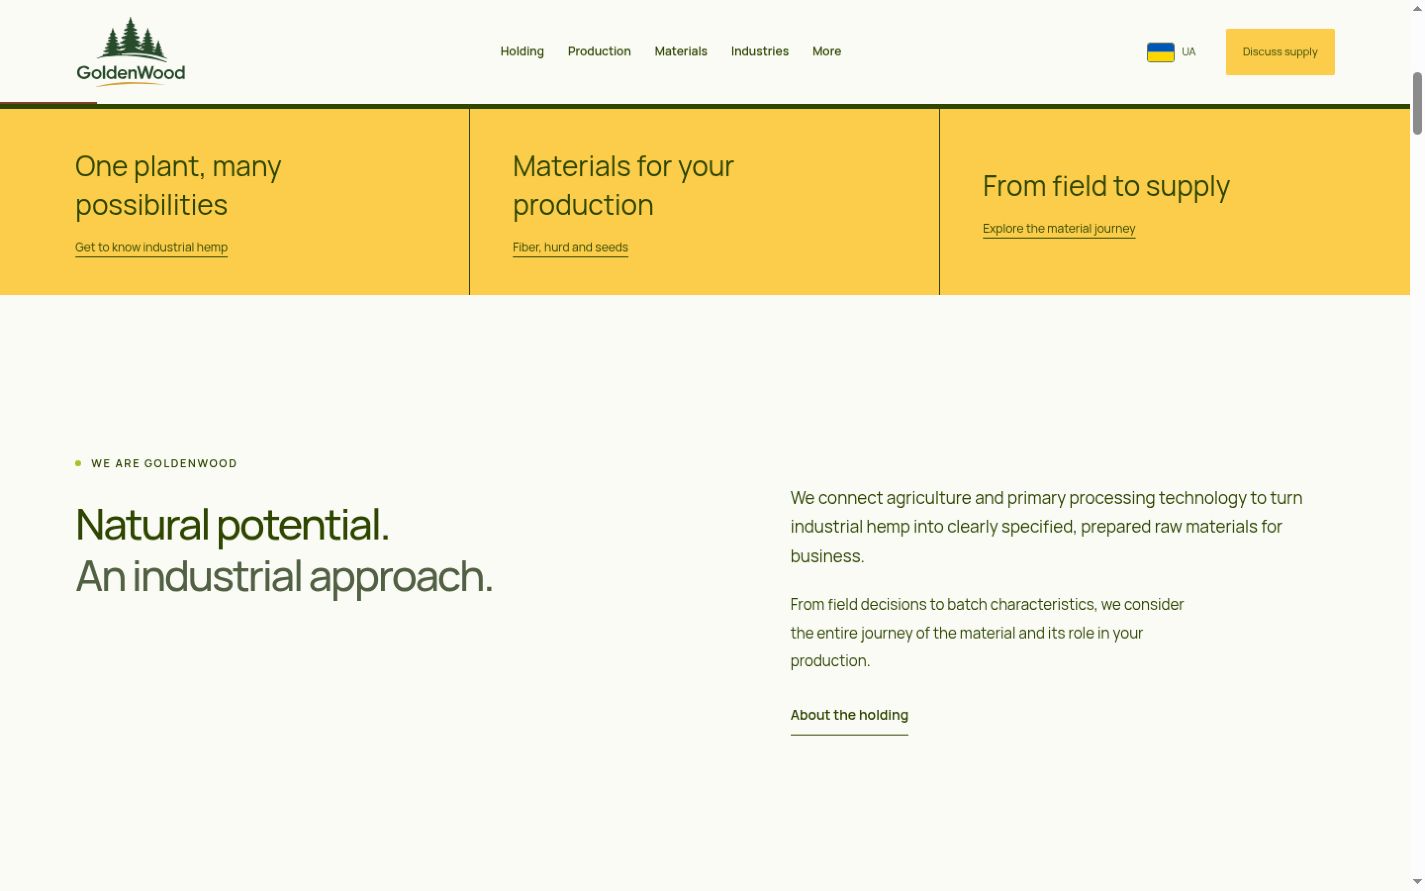 GoldenWood
Holding
Production
Materials
Industries
More
UA
Discuss supply
One plant, many
possibilities
Get to know industrial hemp
Materials for your
production
Fiber, hurd and seeds
From field to supply
Explore the material journey
WE ARE GOLDENWOOD
Natural potential.
An industrial approach.
We connect agriculture and primary processing technology to turn
industrial hemp into clearly specified, prepared raw materials for
business.
From field decisions to batch characteristics, we consider
the entire journey of the material and its role in your
production.
About the holding